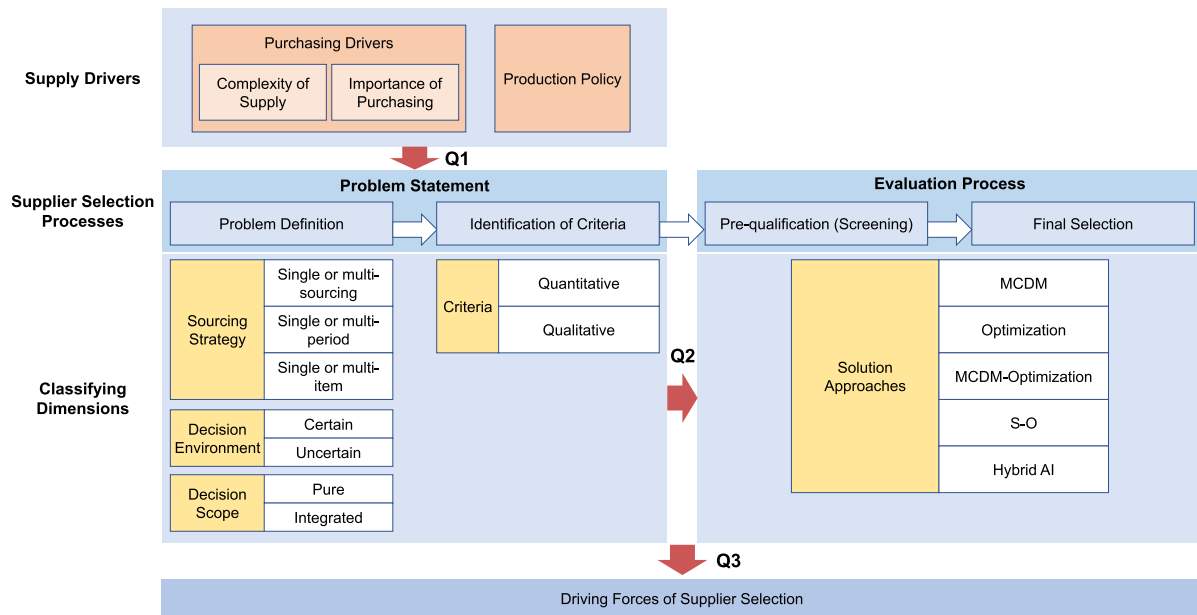 Supply Drivers
Purchasing Drivers
Complexity of
Supply
Importance of
Purchasing
Production Policy
Q1
Supplier Selection
Processes
Problem Statement
Evaluation Process
Problem Definition
Identification of Criteria
Pre-qualification (Screening)
Final Selection
Classifying
Dimensions
Sourcing
Strategy
Single or multi-
sourcing
Single or multi-
period
Single or multi-
item
Decision
Environment
Certain
Uncertain
Decision
Scope
Pure
Integrated
Criteria
Quantitative
Qualitative
Q2
Solution
Approaches
MCDM
Optimization
MCDM-Optimization
S-O
Hybrid AI
Q3
Driving Forces of Supplier Selection